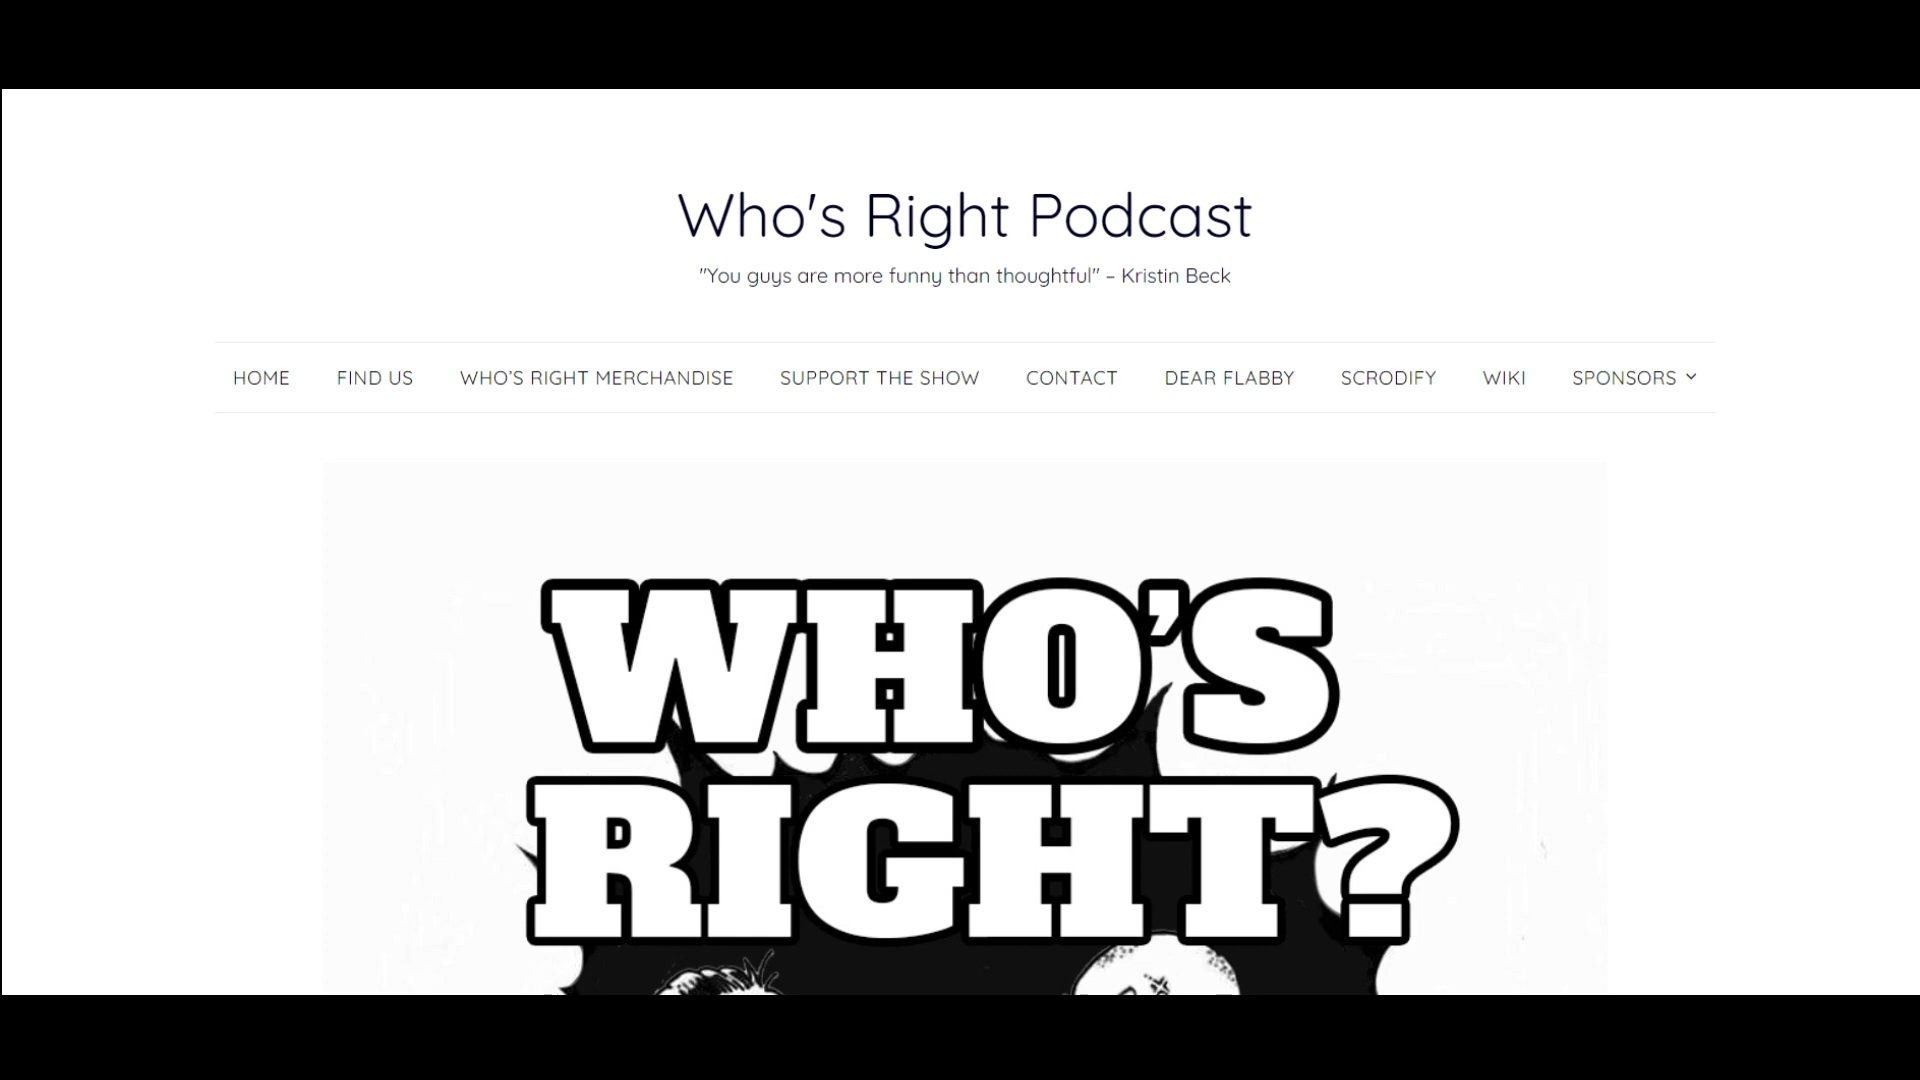 Who's Right Podcast
"You guys are more funny than thoughtful" – Kristin Beck
HOME FIND US WHO’S RIGHT MERCHANDISE SUPPORT THE SHOW CONTACT DEAR FLABBY SCRODIFY WIKI SPONSORS
WHO’S
RIGHT?